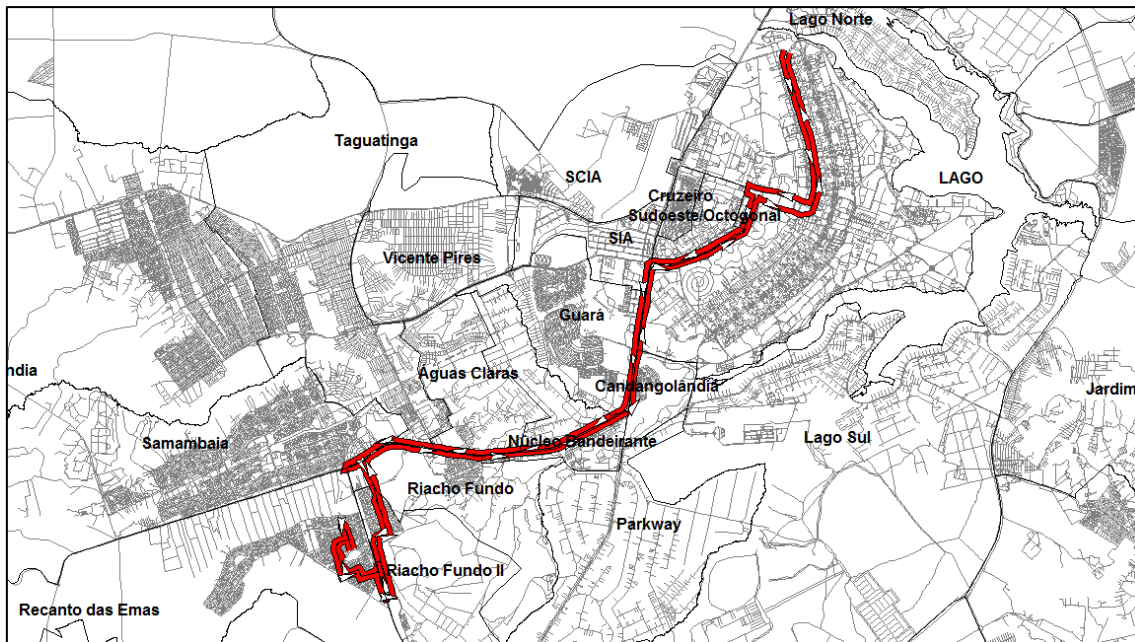 Lago Norte
Taguatinga
SCIA
LAGO
Cruzeiro
Sudoeste/Octogonal
SIA
Vicente Pires
Guará
ndia
Aguas Claras
Candangolândia
Jardim
Samambaia
Núcleo Bandeirante
Lago Sul
Riacho Fundo
Parkway
Riacho Fundo II
Recanto das Emas